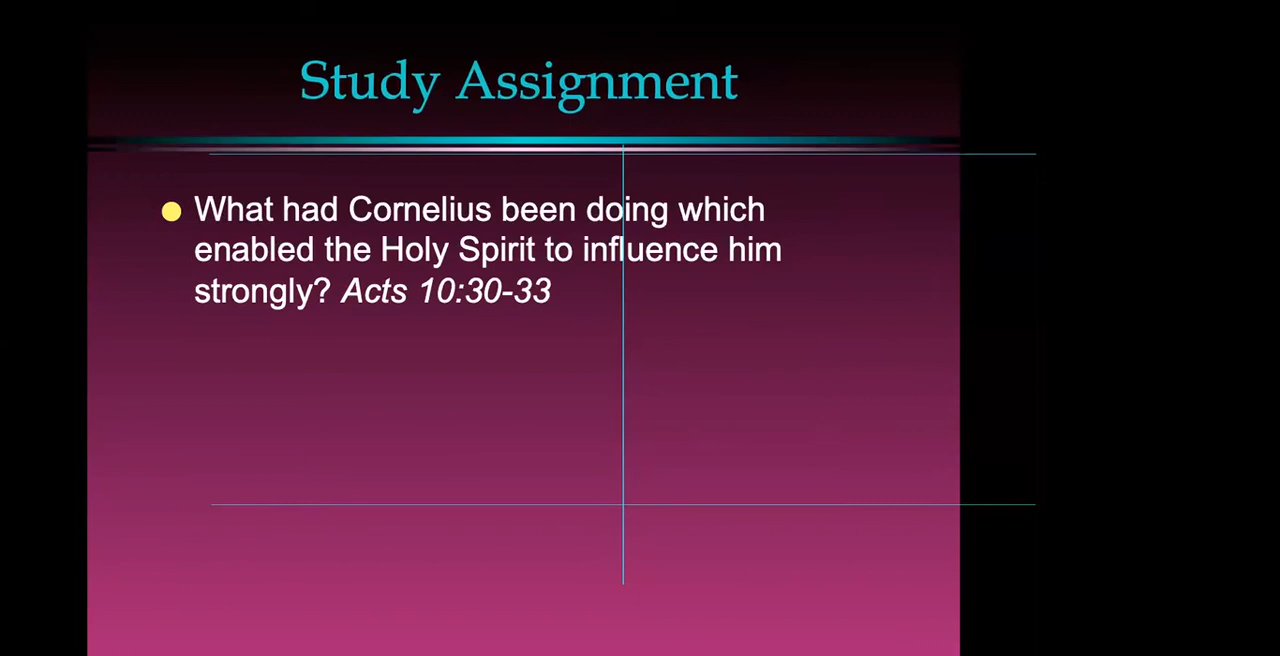 Study Assignment
What had Cornelius been doing which
enabled the Holy Spirit to influence him
strongly? Acts 10:30-33